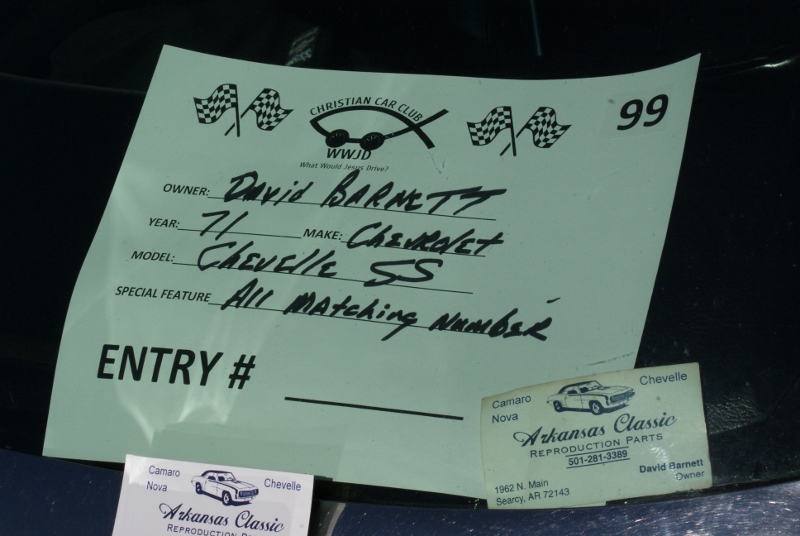 99
CHRISTIAN CAR CLUB
WWJD
What Would Jesus Drive?
OWNER: David BARNETT
YEAR: 71 MAKE: Chevrolet
MODEL: Chevelle SS
SPECIAL FEATURE All Matching Number
ENTRY #
Camaro Chevelle
Nova
Arkansas Classic
REPRODUCTION PARTS
501-281-3389
David Barnett
Owner
1962 N. Main
Searcy, AR 72143
Camaro Chevelle
Nova
Arkansas Classic
REPRODUCTION